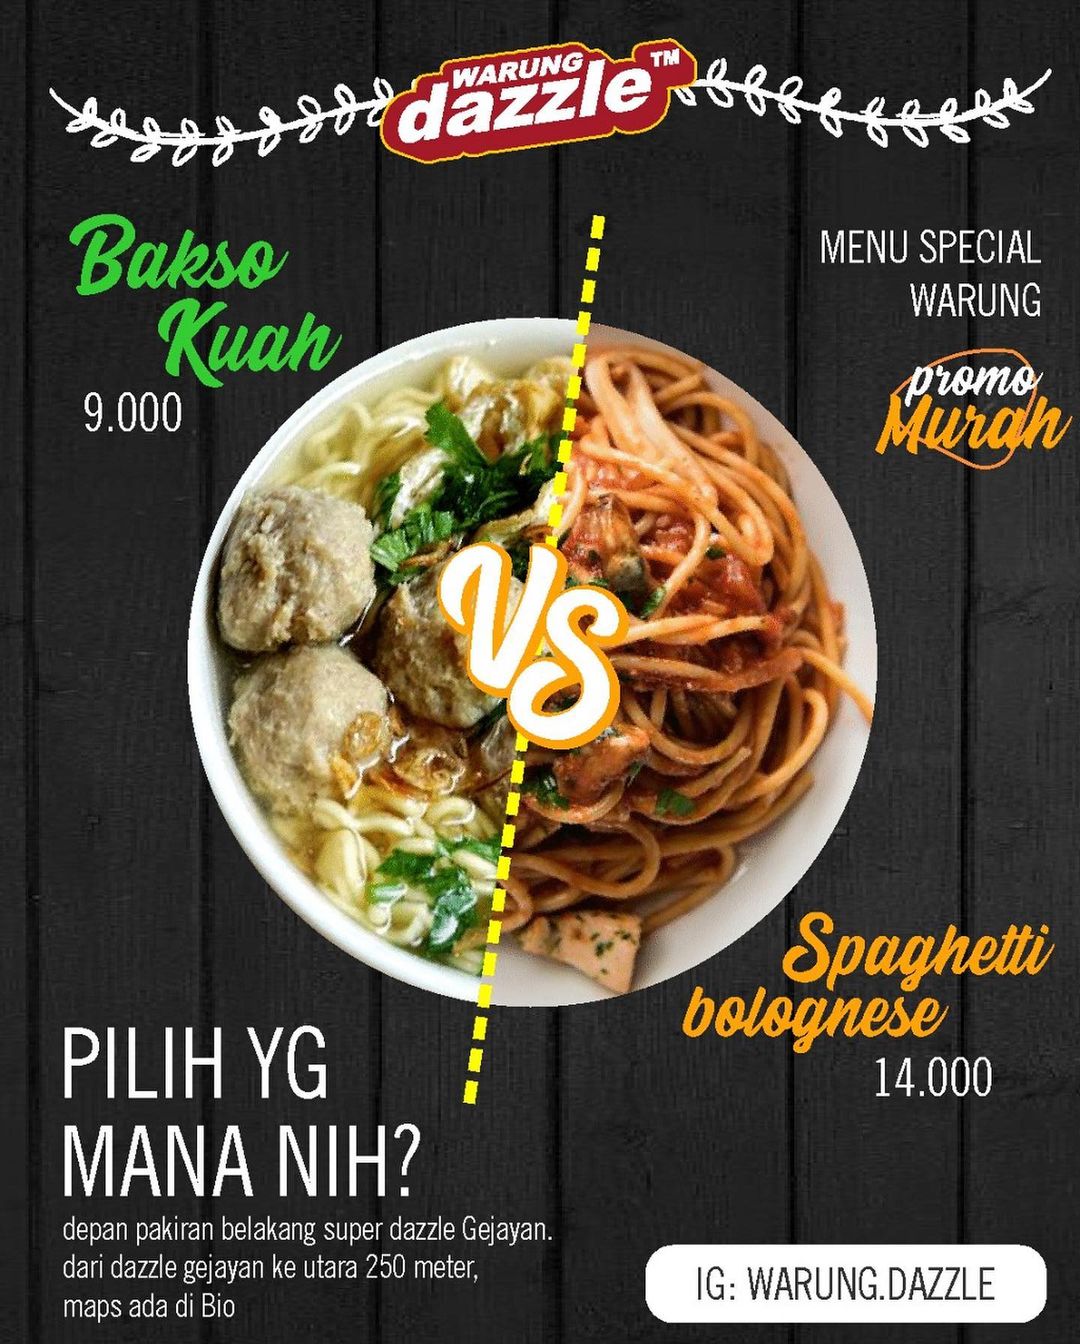 WARUNG
dazzle™
Bakso
Kuah
9.000
MENU SPECIAL
WARUNG
promo
Murah
VS
Spaghetti
bolognese
14.000
PILIH YG
MANA NIH?
depan pakiran belakang super dazzle Gejayan.
dari dazzle gejayan ke utara 250 meter,
maps ada di Bio
IG: WARUNG.DAZZLE